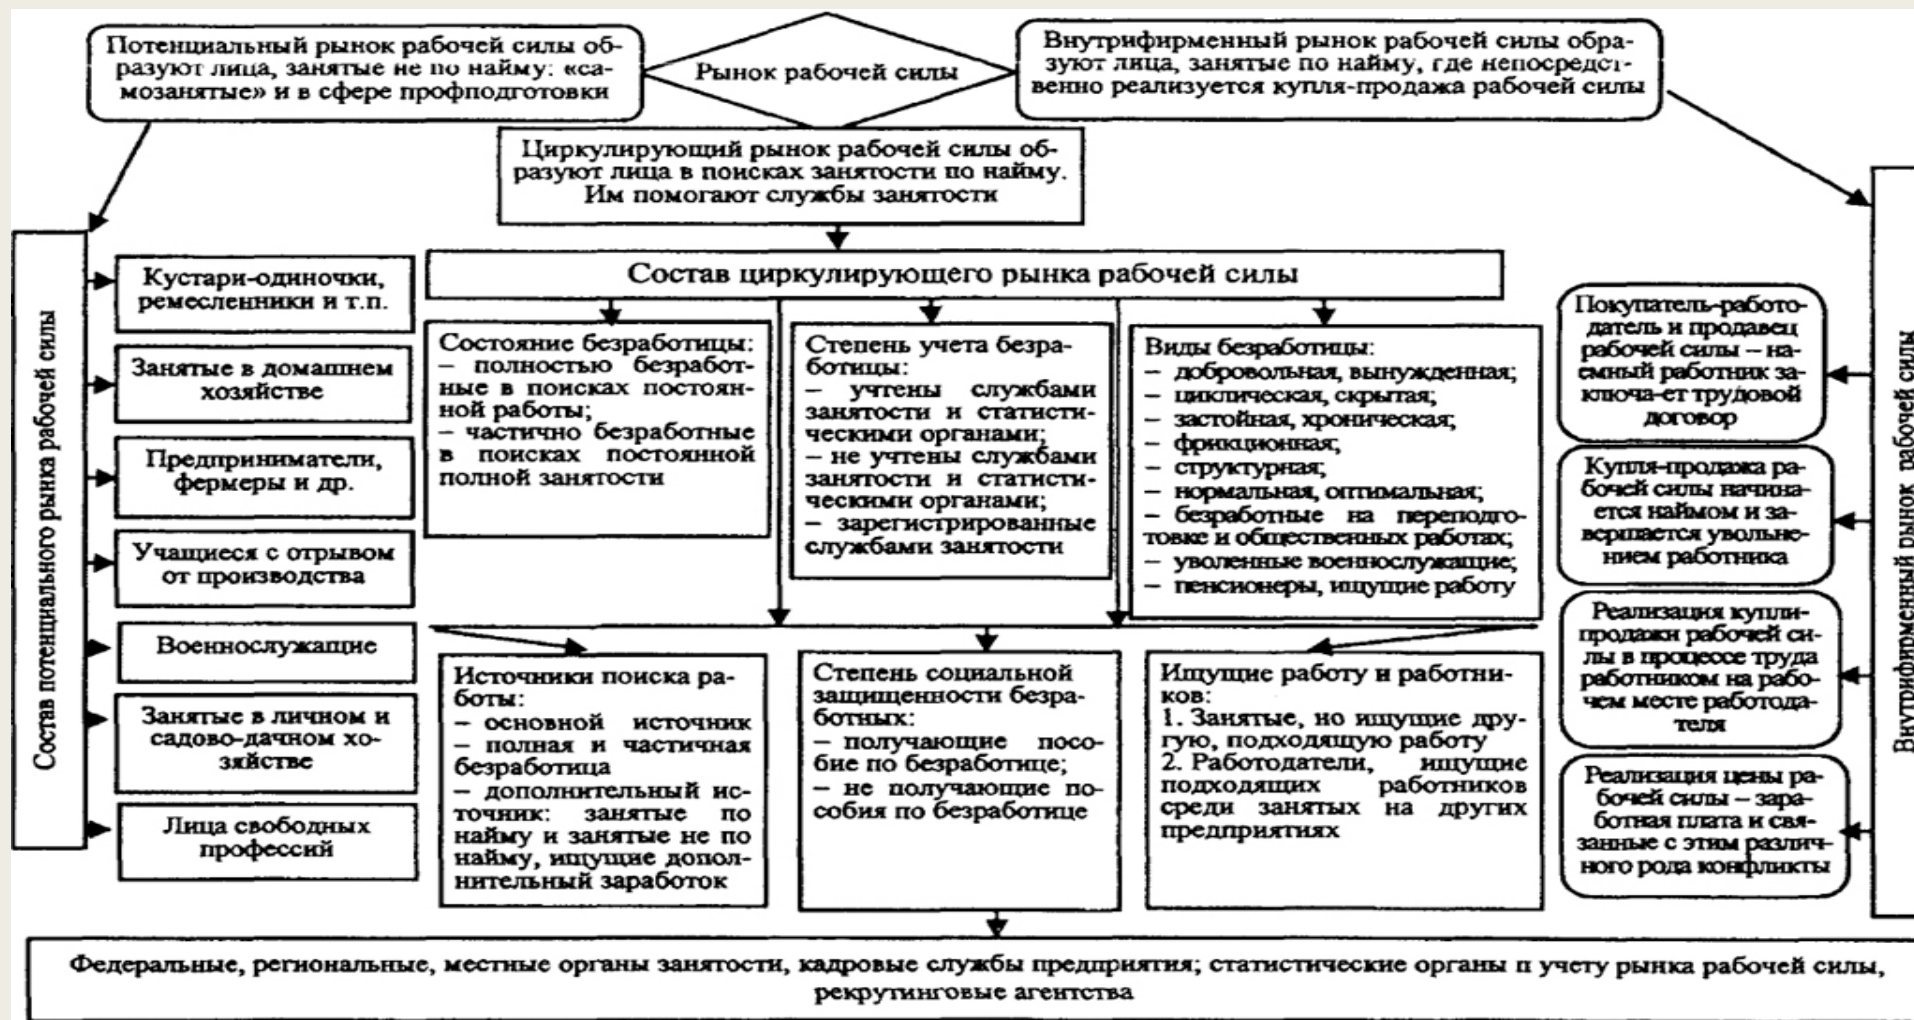 Потенциальный рынок рабочей силы об-
разуют лица, занятые не по найму: «са-
мозанятые» и в сфере профподготовки
Рынок рабочей силы
Внутрифирменный рынок рабочей силы обра-
зуют лица, занятые по найму, где непосредст-
венно реализуется купля-продажа рабочей силы
Циркулирующий рынок рабочей силы об-
разуют лица в поисках занятости по найму.
Им помогают службы занятости
Состав потенциального рынка рабочей силы
Кустари-одиночки,
ремесленники и т.п.
Занятые в домашнем
хозяйстве
Предприниматели,
фермеры и др.
Учащиеся с отрывом
от производства
Военнослужащие
Занятые в личном и
садово-дачном хо-
зяйстве
Лица свободных
профессий
Состав циркулирующего рынка рабочей силы
Состояние безработицы:
– полностью безработ-
ные в поисках постоян-
ной работы;
– частично безработные
в поисках постоянной
полной занятости
Степень учета безра-
ботицы:
– учтены службами
занятости и статисти-
ческими органами;
– не учтены службами
занятости и статисти-
ческими органами;
– зарегистрированные
службами занятости
Виды безработицы:
– добровольная, вынужденная;
– циклическая, скрытая;
– застойная, хроническая;
– фрикционная;
– структурная;
– нормальная, оптимальная;
– безработные на переподго-
товке и общественных работах;
– уволенные военнослужащие;
– пенсионеры, ищущие работу
Источники поиска ра-
боты:
– основной источник
– полная и частичная
безработица
– дополнительный ис-
точник: занятые по
найму и занятые не по
найму, ищущие допол-
нительный заработок
Степень социальной
защищенности безра-
ботных:
– получающие посо-
бие по безработице;
– не получающие по-
собия по безработице
Ищущие работу и работни-
ков:
1. Занятые, но ищущие дру-
гую, подходящую работу
2. Работодатели, ищущие
подходящих работников
среди занятых на других
предприятиях
Покупатель-работо-
датель и продавец
рабочей силы – на-
емный работник за-
ключа-ет трудовой
договор
Купля-продажа ра-
бочей силы начина-
ется наймом и за-
вершается увольне-
нием работника
Реализация купли-
продажи рабочей си-
лы в процессе труда
работником на рабо-
чем месте работода-
теля
Реализация цены ра-
бочей силы – зара-
ботная плата и свя-
занные с этим различ-
ного рода конфликты
Внутрифирменный рынок рабочей силы
Федеральные, региональные, местные органы занятости, кадровые службы предприятия; статистические органы п учету рынка рабочей силы,
рекрутинговые агентства